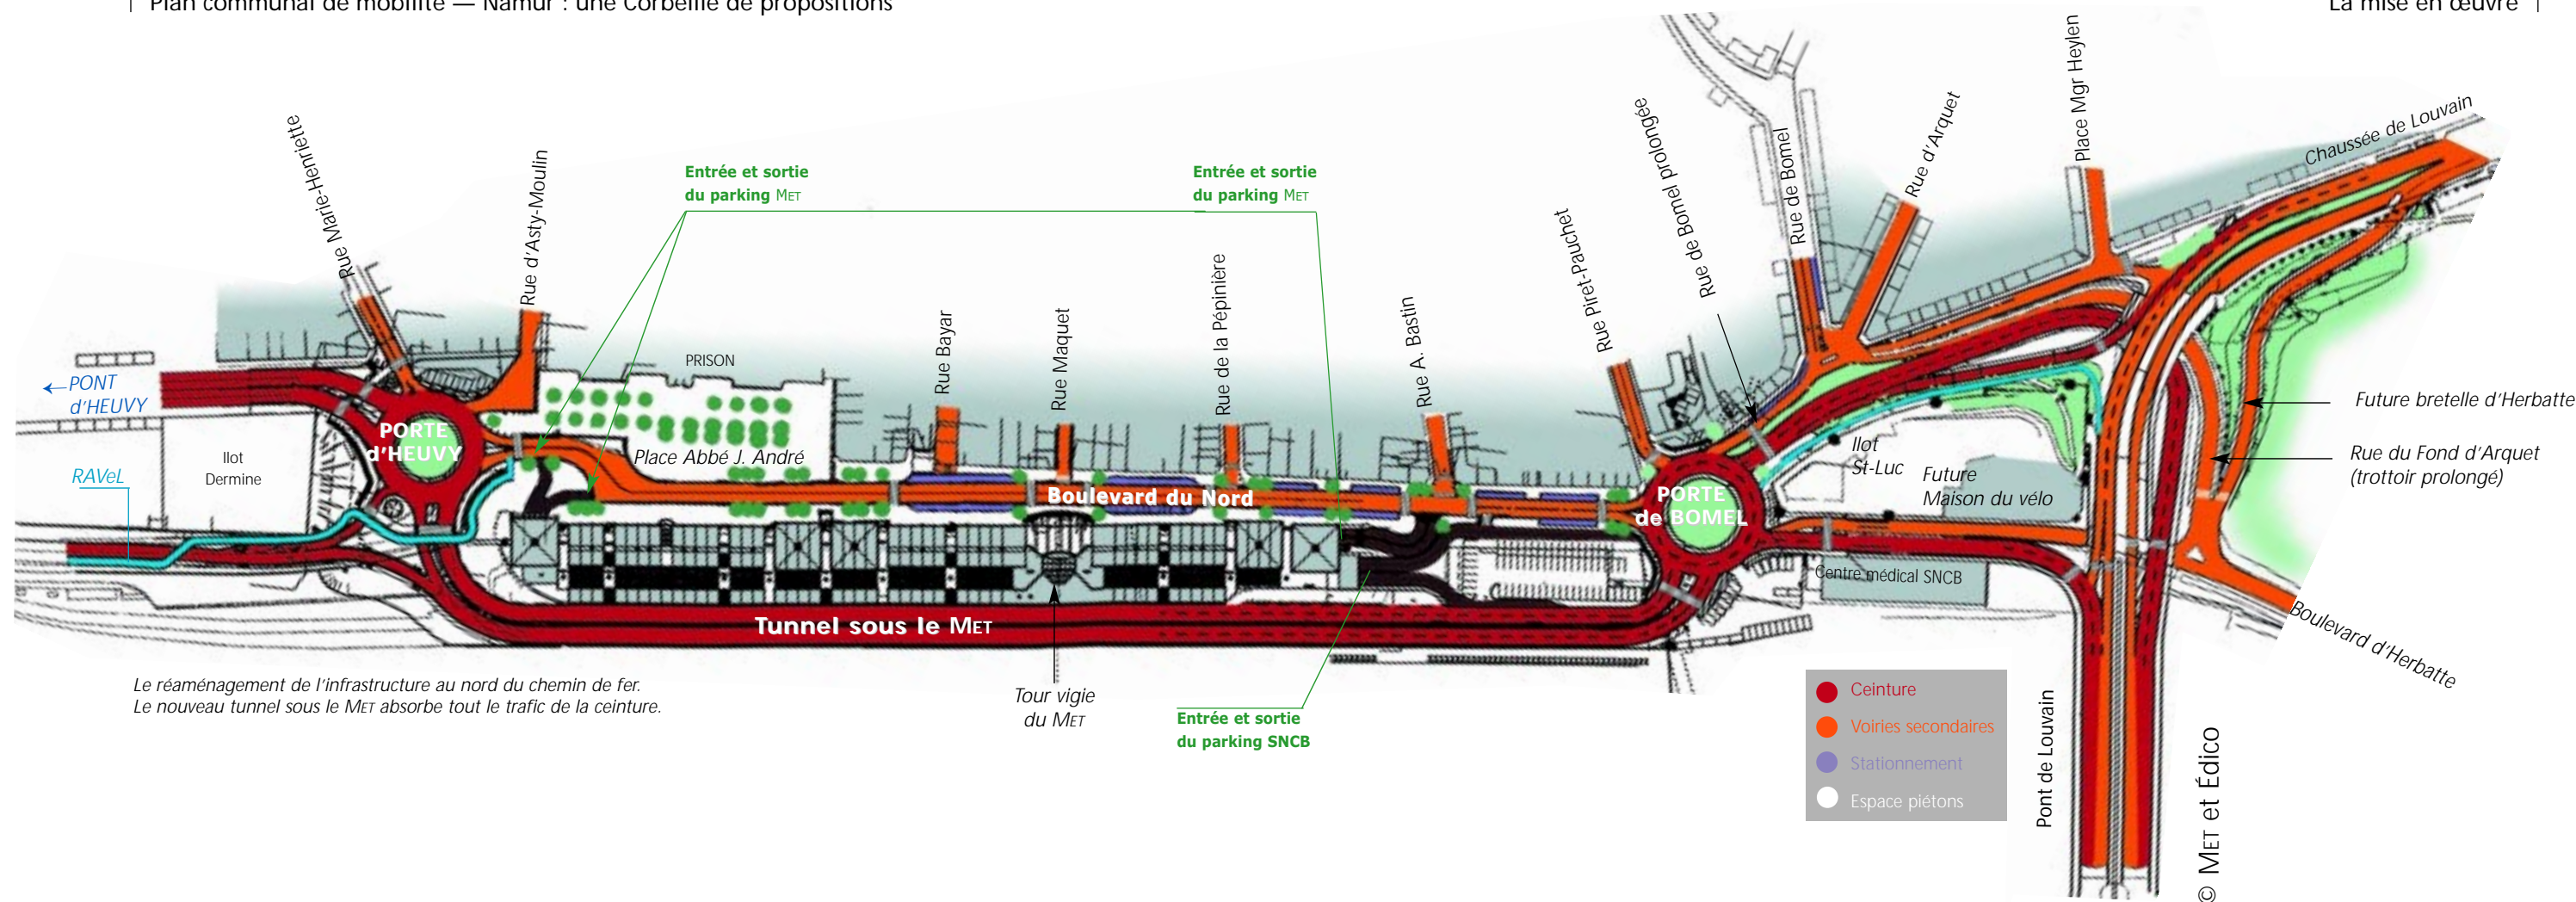 Plan communal de mobilité — Namur : une Corbeille de propositions
La mise en œuvre
Rue Marie-Henriette
Rue d'Asty-Moulin
Entrée et sortie
du parking MET
Entrée et sortie
du parking MET
Rue Bayar
Rue Maquet
Rue de la Pépinière
Rue A. Bastin
Rue Piret-Pauchet
Rue de Bomel prolongée
Rue de Bomel
Rue d'Arquet
Place Mgr Heylen
Chaussée de Louvain
PRISON
←PONT
d'HEUVY
PORTE
d'HEUVY
Ilot
Dermine
RAVeL
Place Abbé J. André
Boulevard du Nord
PORTE
de BOMEL
Ilot
St-Luc
Future
Maison du vélo
Future bretelle d'Herbatte
Rue du Fond d'Arquet
(trottoir prolongé)
Centre médical SNCB
Boulevard d'Herbatte
Tunnel sous le MET
Le réaménagement de l'infrastructure au nord du chemin de fer.
Le nouveau tunnel sous le MET absorbe tout le trafic de la ceinture.
Tour vigie
du MET
Entrée et sortie
du parking SNCB
Ceinture
Voiries secondaires
Stationnement
Espace piétons
Pont de Louvain
© MET et Édico